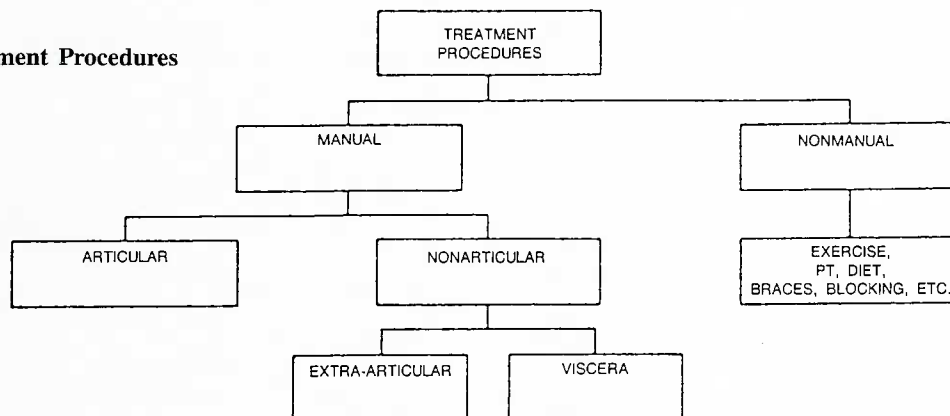 ment Procedures
TREATMENT
PROCEDURES
MANUAL
NONMANUAL
ARTICULAR
NONARTICULAR
EXERCISE,
PT, DIET,
BRACES, BLOCKING, ETC.
EXTRA-ARTICULAR
VISCERA